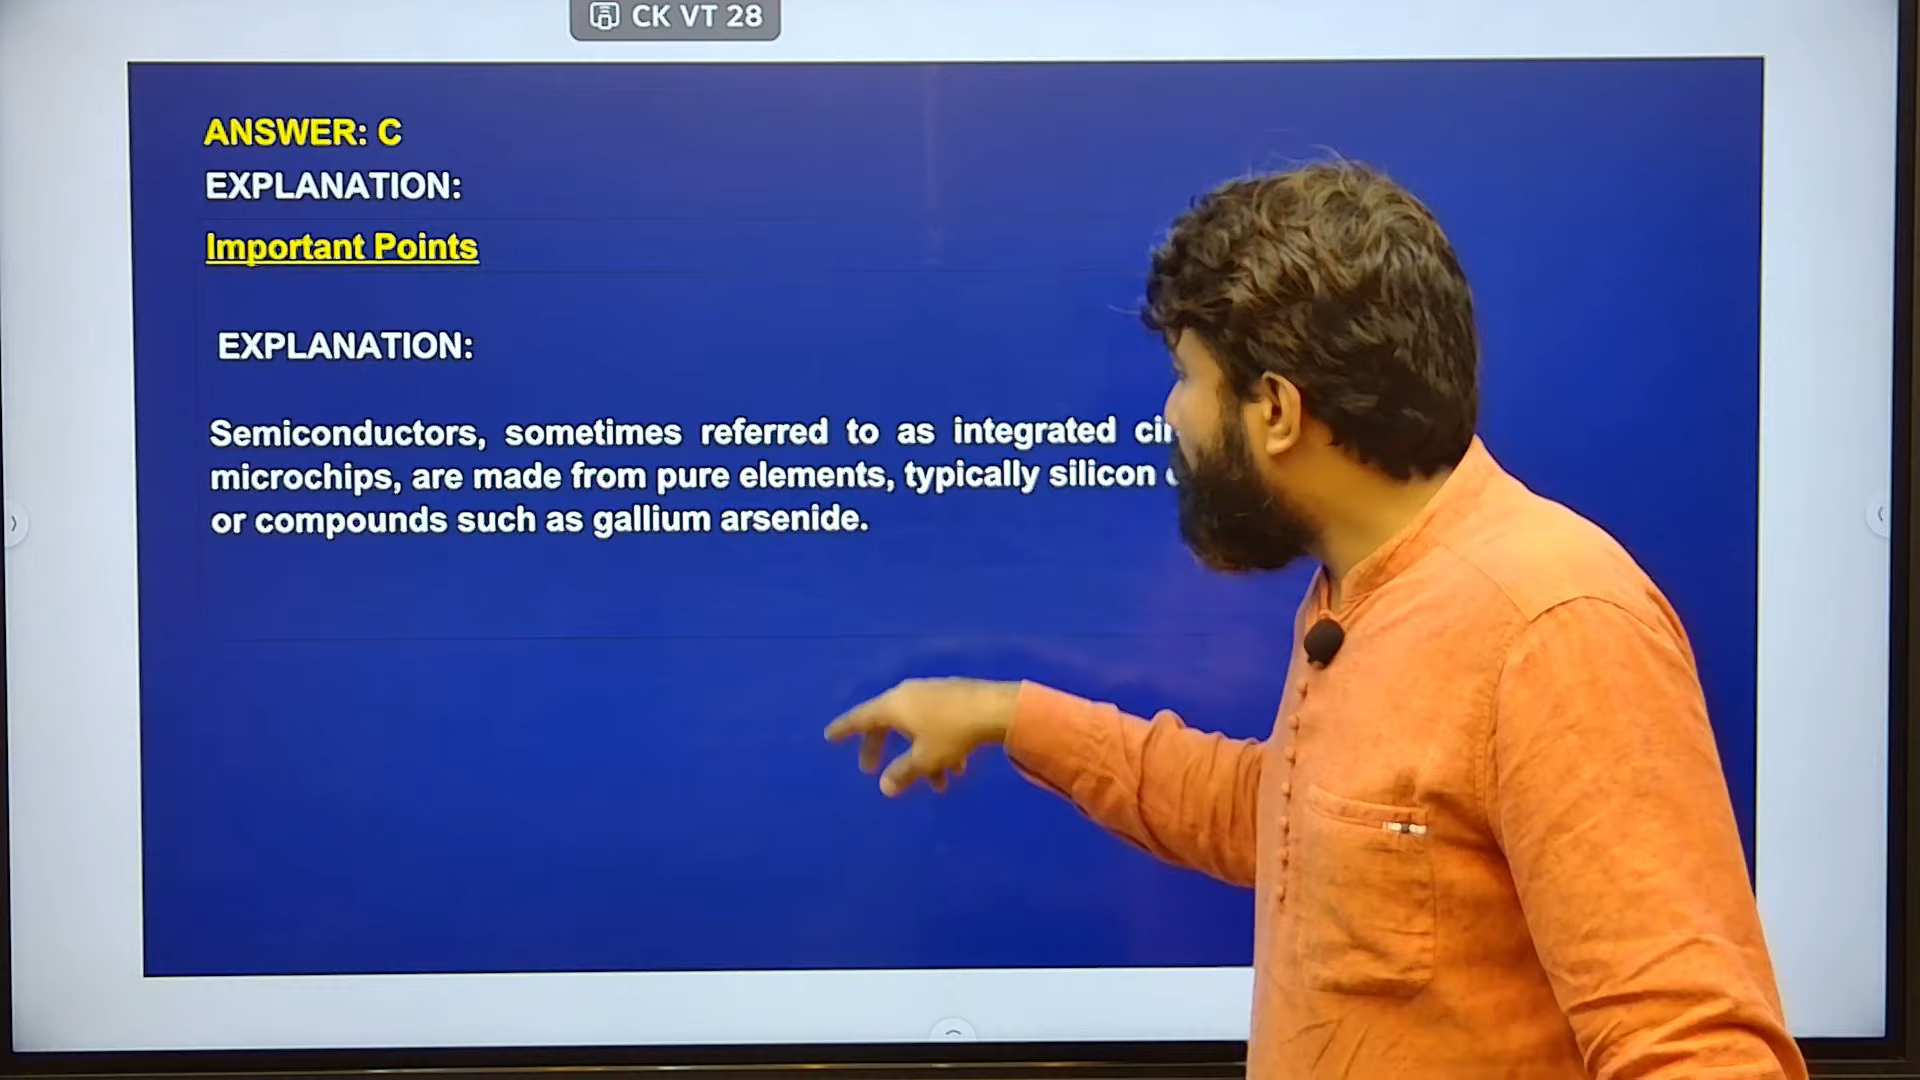 CK VT 28
ANSWER: C
EXPLANATION:
Important Points
EXPLANATION:
Semiconductors, sometimes referred to as integrated
microchips, are made from pure elements, typically silicon
or compounds such as gallium arsenide.